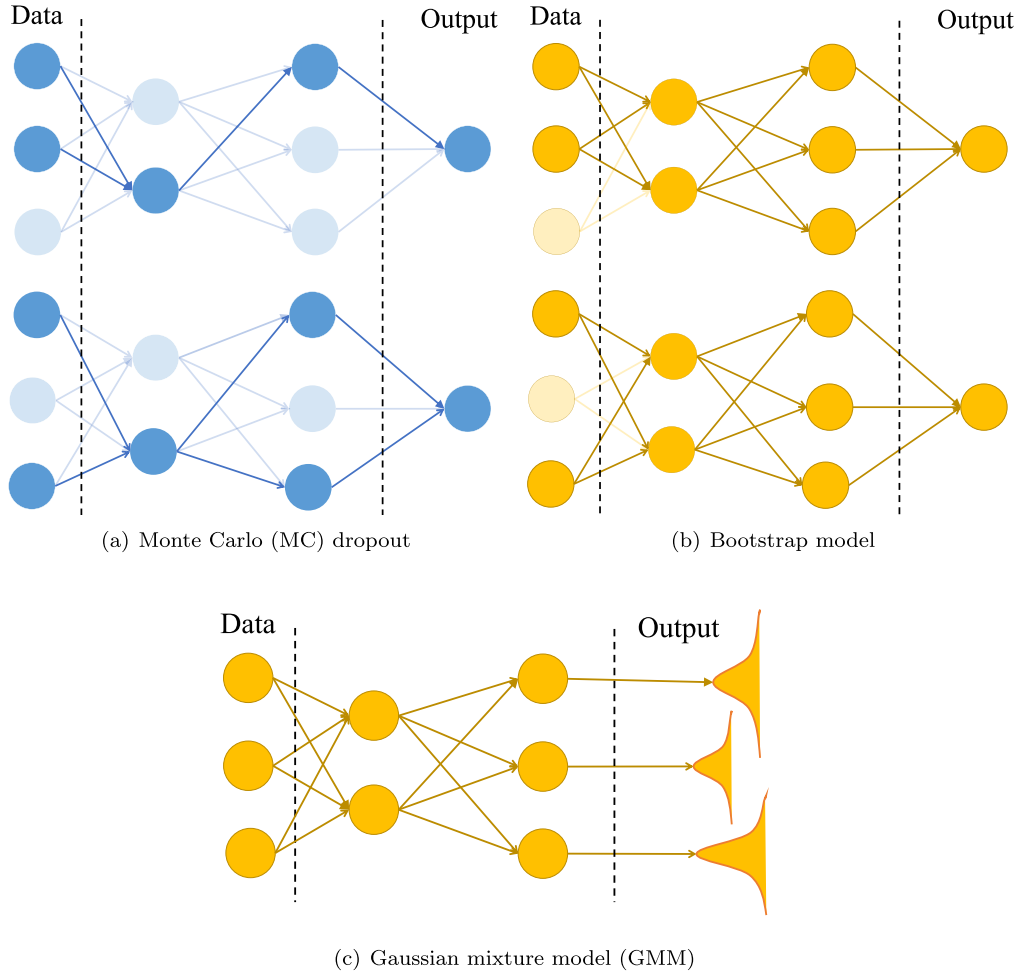 Data
Output
Data
Output
(a) Monte Carlo (MC) dropout
(b) Bootstrap model
Data
Output
(c) Gaussian mixture model (GMM)